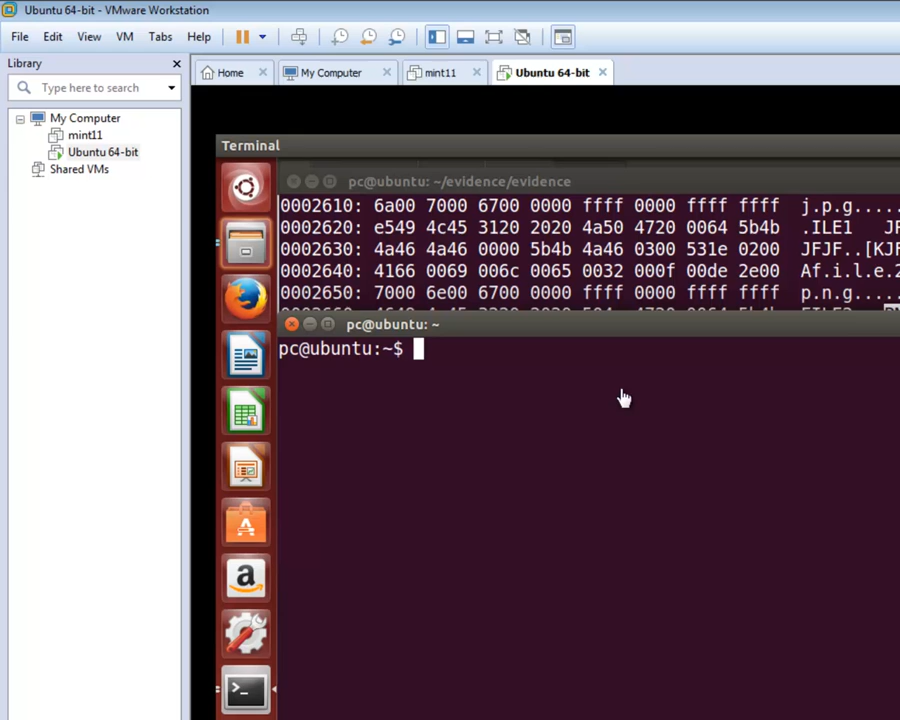 Ubuntu 64-bit - VMware Workstation
File Edit View VM Tabs Help
Library
Type here to search
My Computer
mint11
Ubuntu 64-bit
Shared VMs
Home My Computer mint11 Ubuntu 64-bit
Terminal
pc@ubuntu: ~/evidence/evidence
0002610: 6a00 7000 6700 0000 ffff 0000 ffff ffff j.p.g.....
0002620: e549 4c45 3120 2020 4a50 4720 0064 5b4b .ILE1 JF
0002630: 4a46 4a46 0000 5b4b 4a46 0300 531e 0200 JFJF..[KJF
0002640: 4166 0069 006c 0065 0032 000f 00de 2e00 Af.i.l.e.2
0002650: 7000 6e00 6700 0000 ffff 0000 ffff ffff p.n.g.....
pc@ubuntu: ~
pc@ubuntu:~$